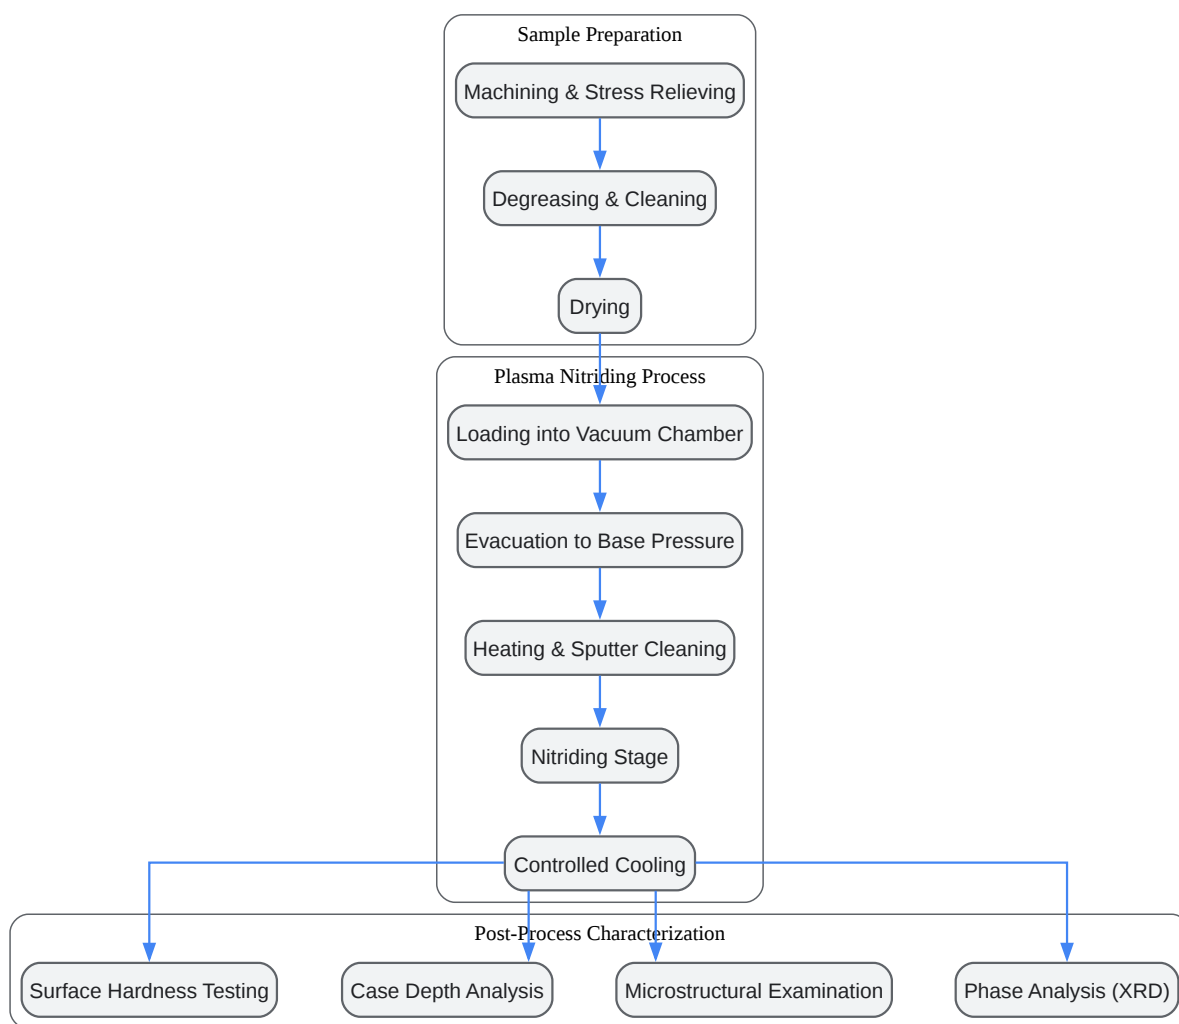 Sample Preparation
Machining & Stress Relieving
Degreasing & Cleaning
Drying
Plasma Nitriding Process
Loading into Vacuum Chamber
Evacuation to Base Pressure
Heating & Sputter Cleaning
Nitriding Stage
Controlled Cooling
Post-Process Characterization
Surface Hardness Testing
Case Depth Analysis
Microstructural Examination
Phase Analysis (XRD)